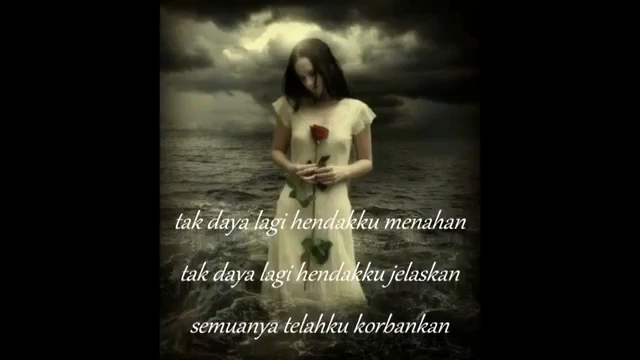 tak daya lagi hendakku menahan
tak daya lagi hendakku jelaskan
semuanya telahku korbankan